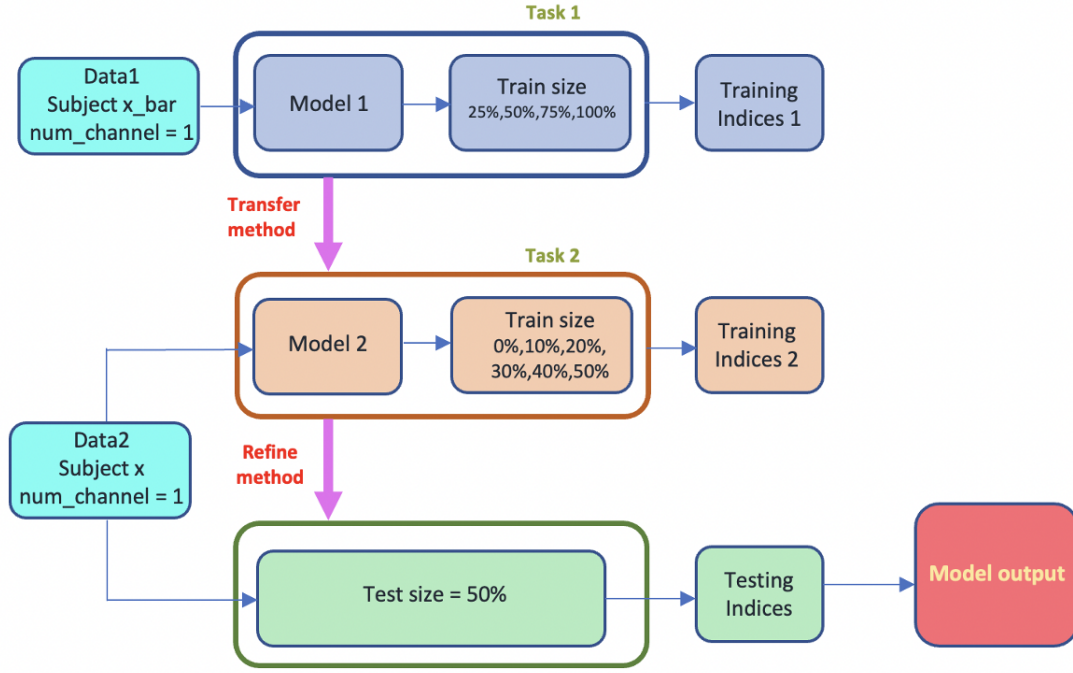 Task 1
Data1
Subject x_bar
num_channel = 1
Model 1
Train size
25%,50%,75%,100%
Training
Indices 1
Transfer
method
Task 2
Model 2
Train size
0%,10%,20%,
30%,40%,50%
Training
Indices 2
Data2
Subject x
num_channel = 1
Refine
method
Test size = 50%
Testing
Indices
Model output